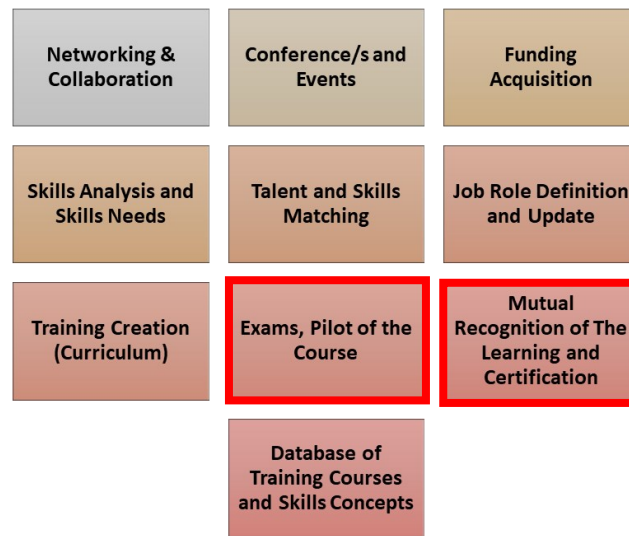 Networking &
Collaboration
Conference/s and
Events
Funding
Acquisition
Skills Analysis and
Skills Needs
Talent and Skills
Matching
Job Role Definition
and Update
Training Creation
(Curriculum)
Exams, Pilot of the
Course
Mutual
Recognition of The
Learning and
Certification
Database of
Training Courses
and Skills Concepts